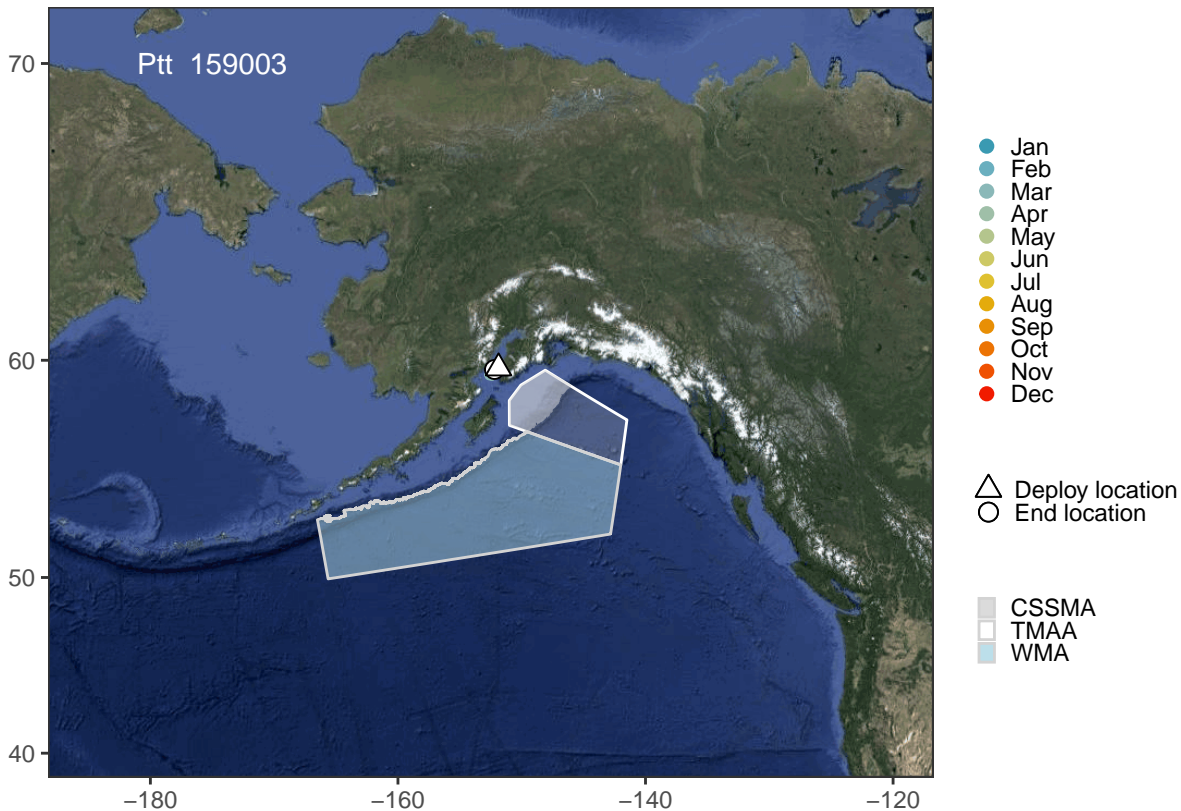 Ptt 159003
70
60
50
40
−180
−160
−140
−120
Jan
Feb
Mar
Apr
May
Jun
Jul
Aug
Sep
Oct
Nov
Dec
Deploy location
End location
CSSMA
TMAA
WMA